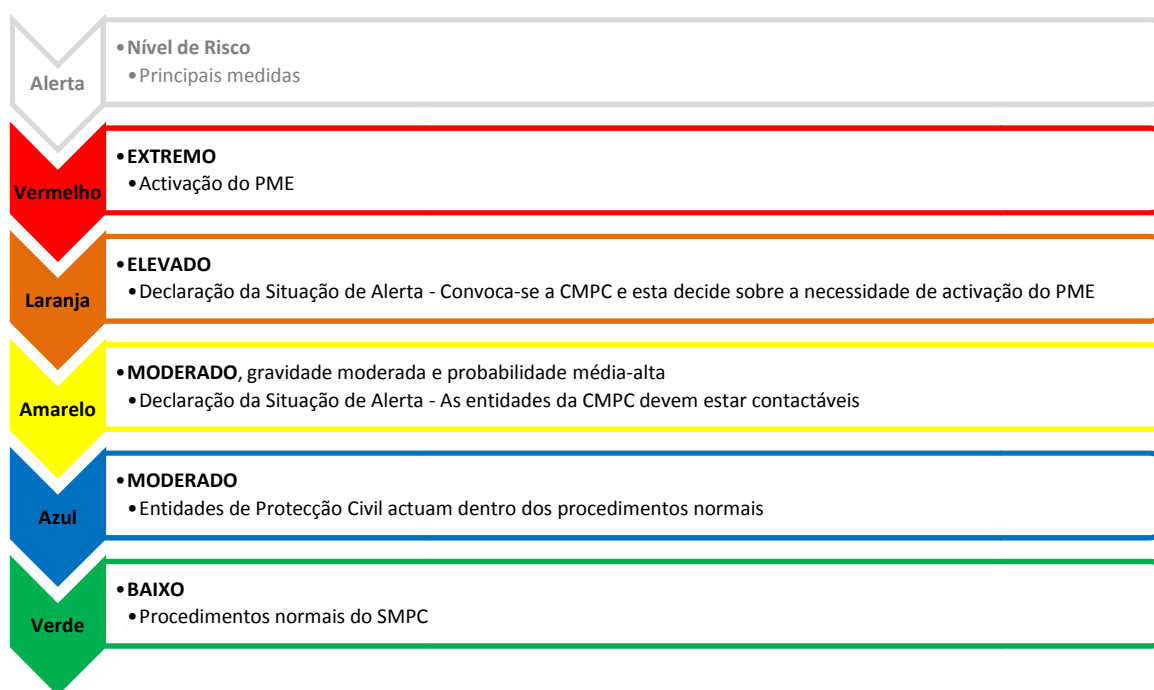 Alerta
•Nível de Risco
•Principais medidas
Vermelho
•EXTREMO
•Activação do PME
Laranja
•ELEVADO
•Declaração da Situação de Alerta - Convoca-se a CMPC e esta decide sobre a necessidade de activação do PME
Amarelo
•MODERADO, gravidade moderada e probabilidade média-alta
•Declaração da Situação de Alerta - As entidades da CMPC devem estar contactáveis
Azul
•MODERADO
•Entidades de Protecção Civil actuam dentro dos procedimentos normais
Verde
•BAIXO
•Procedimentos normais do SMPC